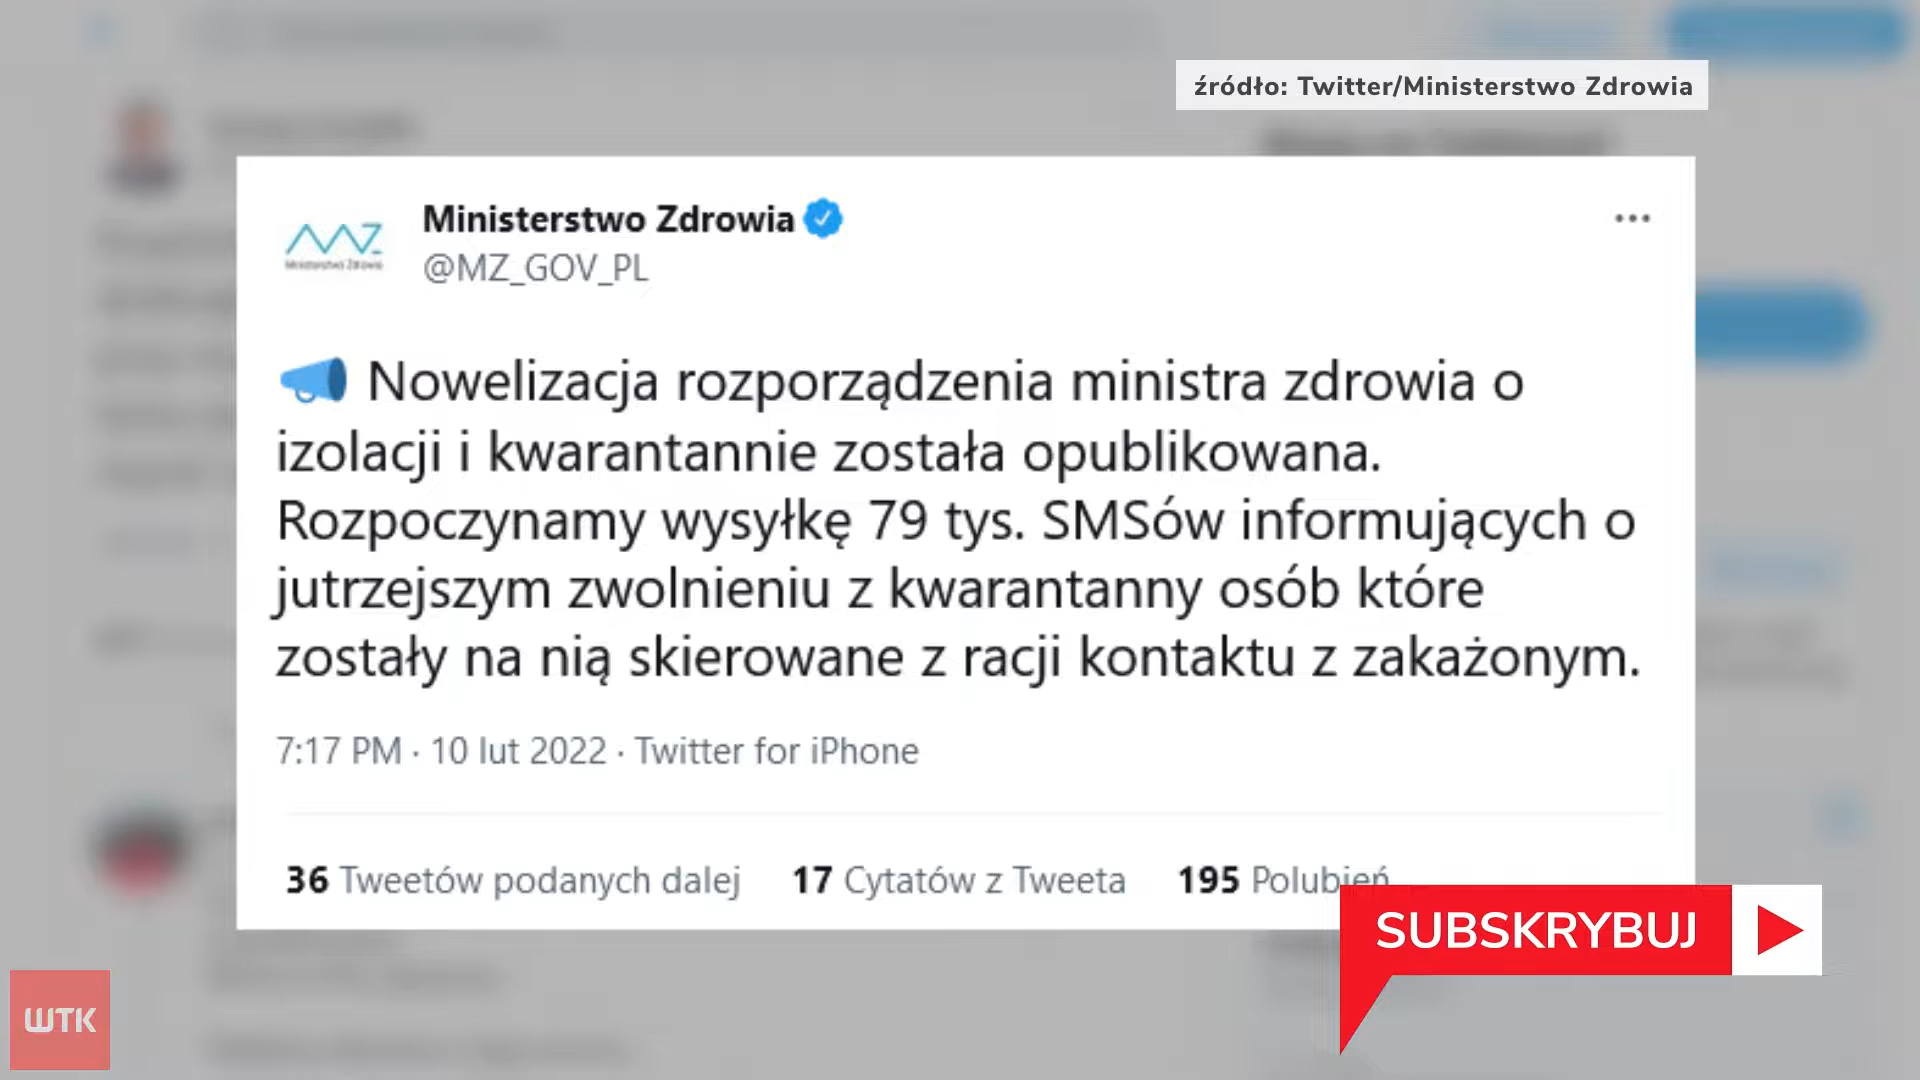 źródło: Twitter/Ministerstwo Zdrowia
Ministerstwo Zdrowia
@MZ_GOV_PL
Ministerstwo Zdrowia
Nowelizacja rozporządzenia ministra zdrowia o
izolacji i kwarantannie została opublikowana.
Rozpoczynamy wysyłkę 79 tys. SMSów informujących o
jutrzejszym zwolnieniu z kwarantanny osób które
zostały na nią skierowane z racji kontaktu z zakażonym.
7:17 PM · 10 lut 2022 · Twitter for iPhone
36 Tweetów podanych dalej 17 Cytatów z Tweeta 195 Polubień
SUBSKRYBUJ
WTK